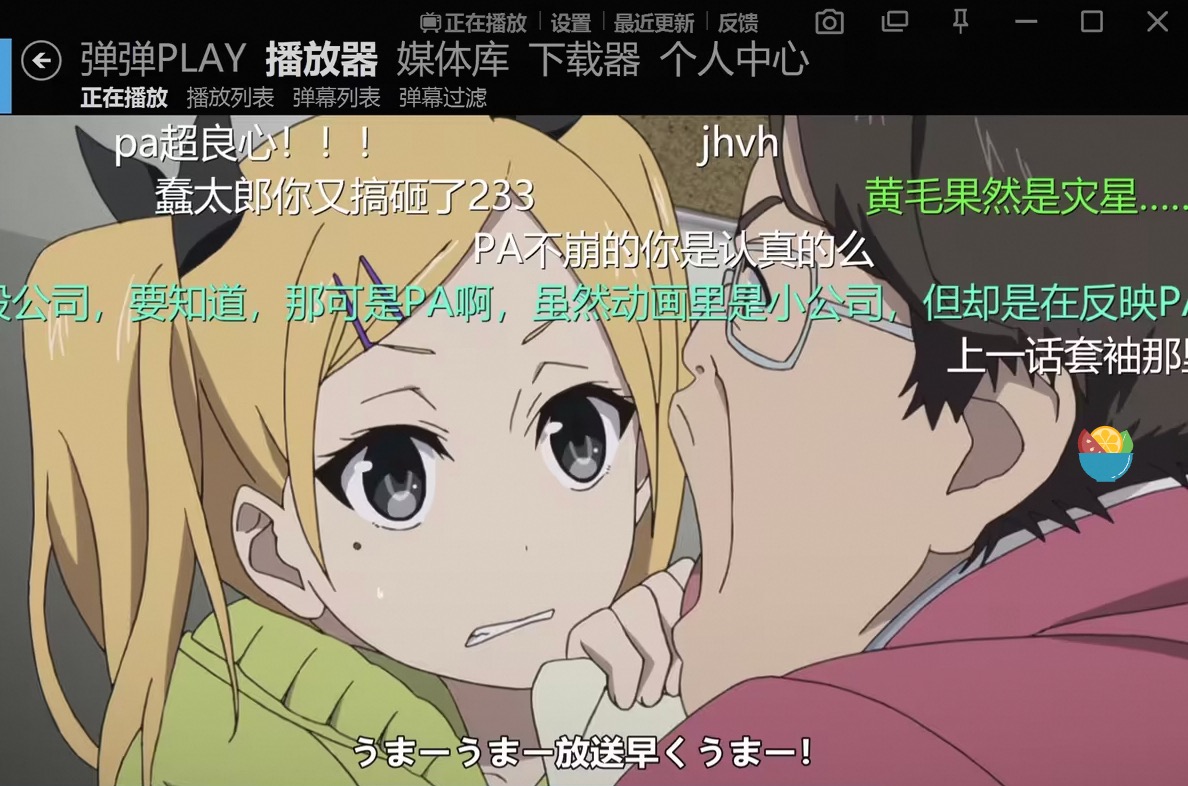 正在播放 设置 最近更新 反馈
弹弹PLAY 播放器 媒体库 下载器 个人中心
正在播放 播放列表 弹幕列表 弹幕过滤
pa超良心！！！ jhvh
蠢太郎你又搞砸了233 黄毛果然是灾星……
PA不崩的你是认真的么
公司，要知道，那可是PA啊，虽然动画里是小公司，但却是在反映PA
上一话套袖那里
うまーうまー放送早くうまー！